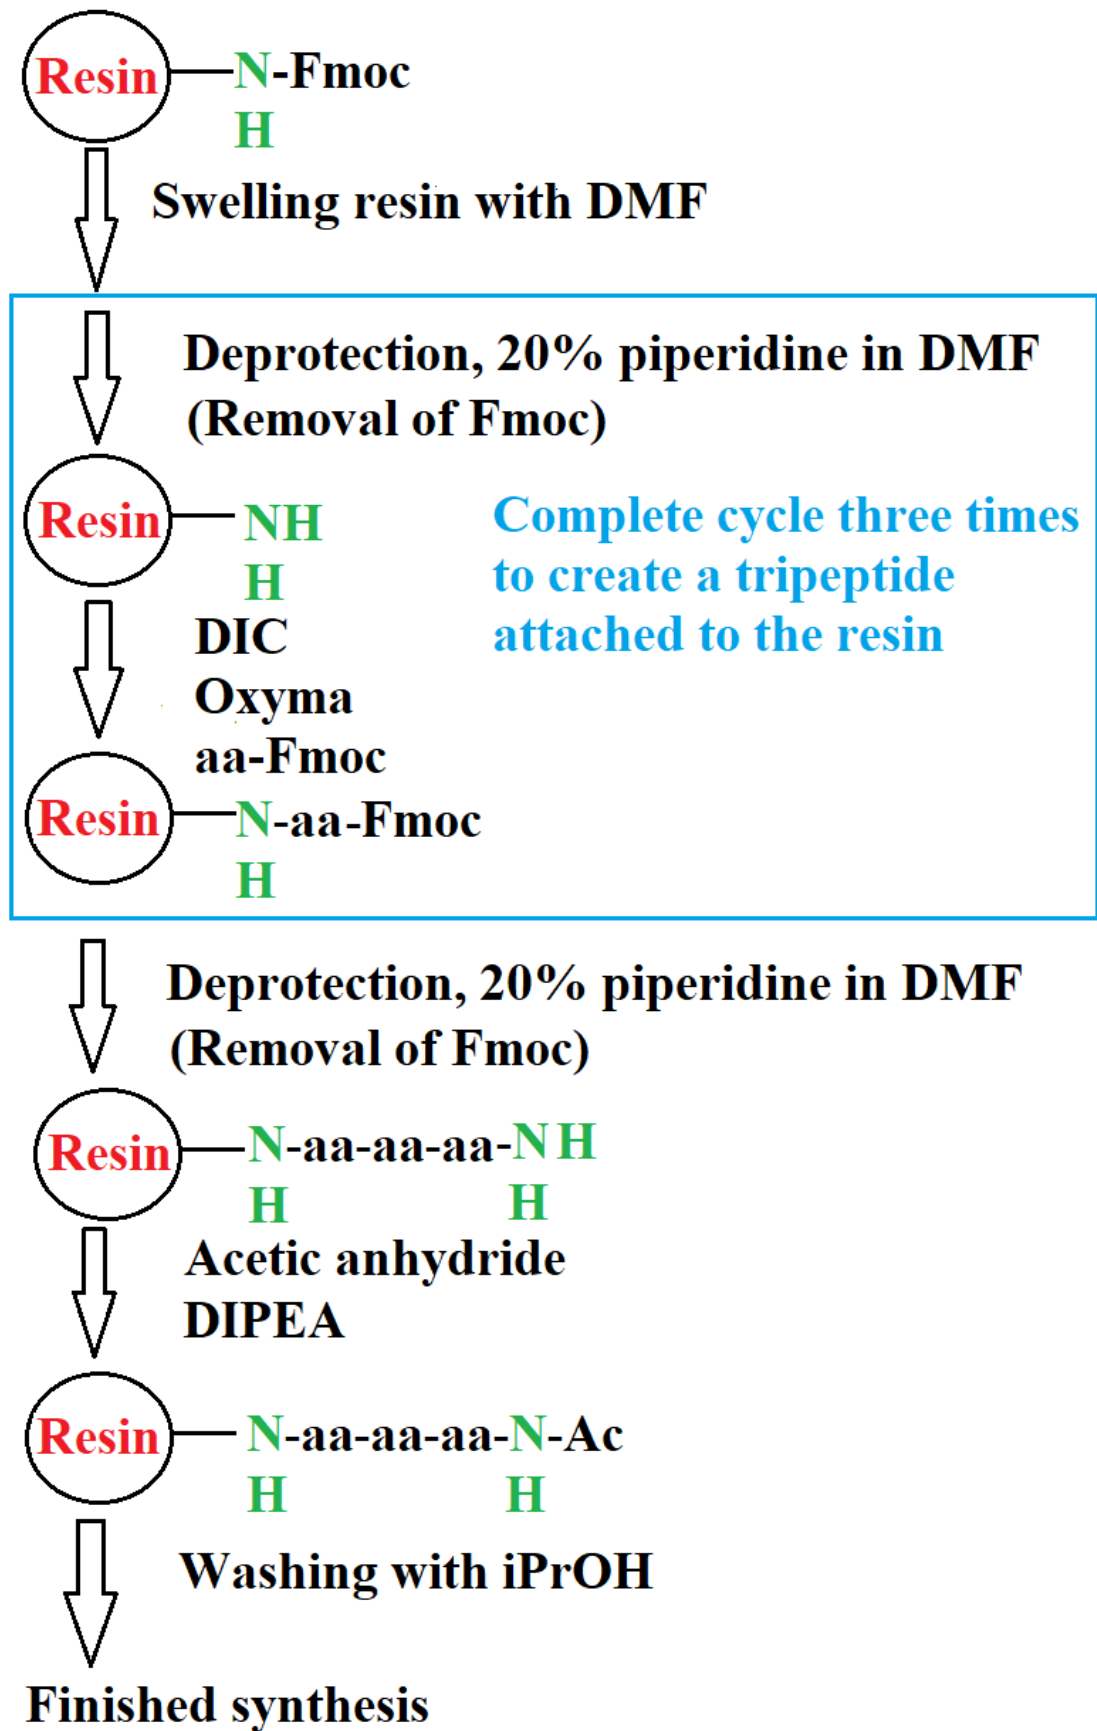 Resin N-Fmoc
H
Swelling resin with DMF
Deprotection, 20% piperidine in DMF
(Removal of Fmoc)
Resin NH
H
Complete cycle three times
to create a tripeptide
attached to the resin
DIC
Oxyma
aa-Fmoc
Resin N-aa-Fmoc
H
Deprotection, 20% piperidine in DMF
(Removal of Fmoc)
Resin N-aa-aa-aa-N H
H H
Acetic anhydride
DIPEA
Resin N-aa-aa-aa-N-Ac
H H
Washing with iPrOH
Finished synthesis